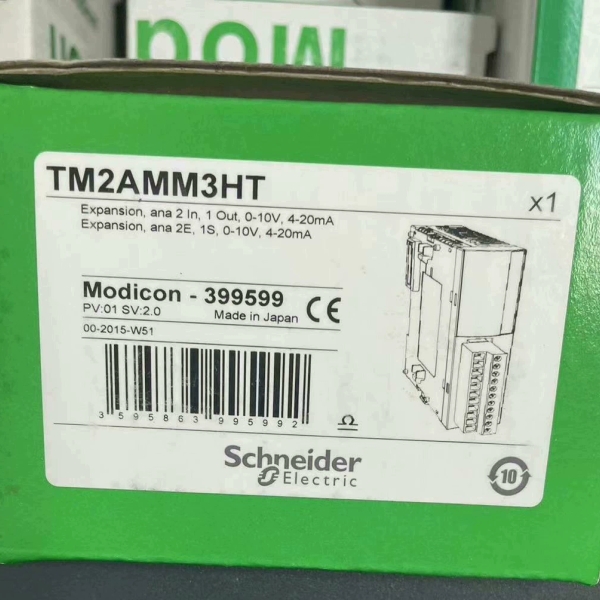 Mod
TM2AMM3HT
x1
Expansion, ana 2 In, 1 Out, 0-10V, 4-20mA
Expansion, ana 2E, 1S, 0-10V, 4-20mA
Modicon - 399599
PV:01 SV:2.0 Made in Japan CE
00-2015-W51
3 595863 995992
Schneider
Electric
10